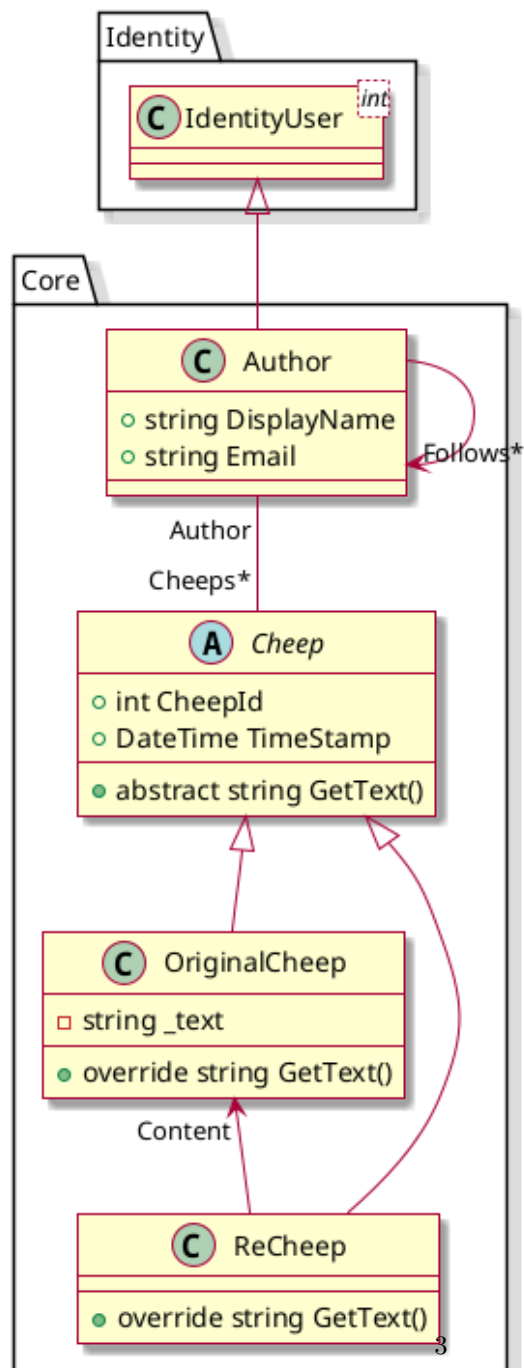 Identity
C IdentityUser int
Core
C Author
string DisplayName
string Email
Follows*
Author
Cheeps*
A Cheep
int CheepId
DateTime TimeStamp
abstract string GetText()
C OriginalCheep
string _text
override string GetText()
Content
C ReCheep
override string GetText()
3